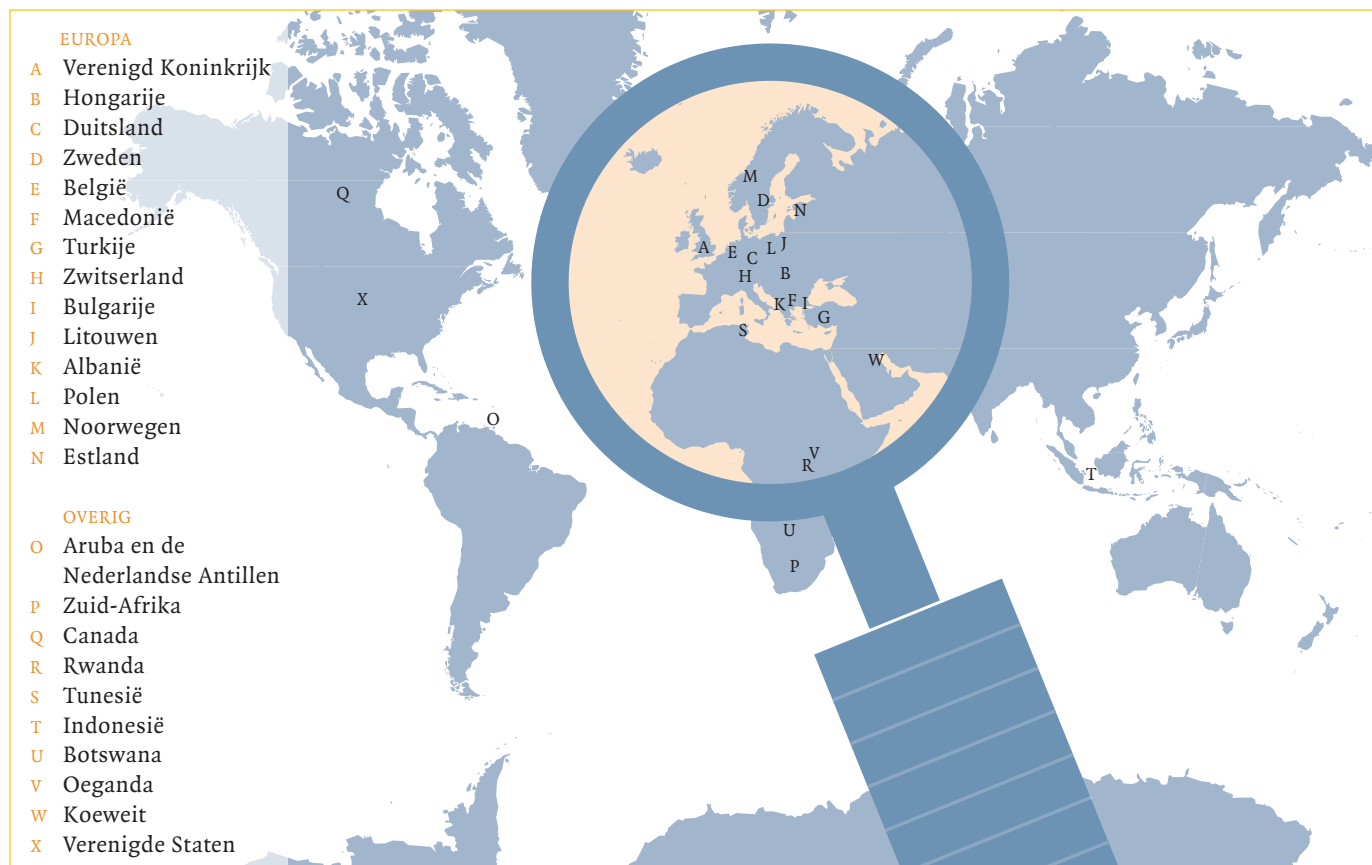 EUROPA
A Verenigd Koninkrijk
B Hongarije
C Duitsland
D Zweden
E België
F Macedonië
G Turkije
H Zwitserland
I Bulgarije
J Litouwen
K Albanië
L Polen
M Noorwegen
N Estland
OVERIG
O Aruba en de
Nederlandse Antillen
P Zuid-Afrika
Q Canada
R Rwanda
S Tunesië
T Indonesië
U Botswana
V Oeganda
W Koeweit
X Verenigde Staten
Q
X
O
M
D
N
A
E
C
L
J
H
B
K
F
I
G
S
W
V
R
T
U
P